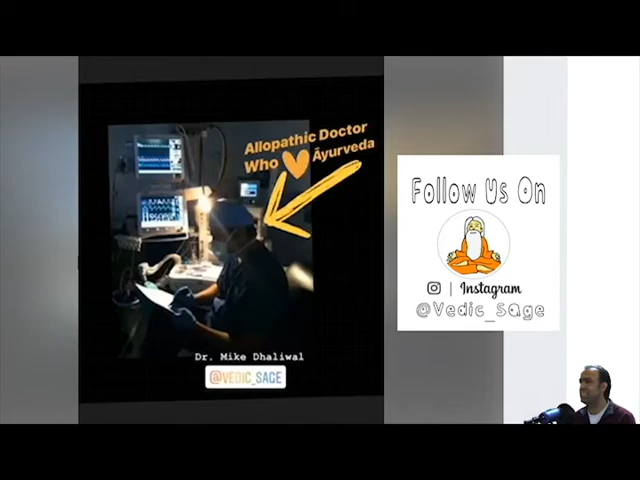 Allopathic Doctor
Who Āyurveda
Dr. Mike Dhaliwal
@VEDIC_SAGE
Follow Us On
| Instagram
@Vedic_Sage